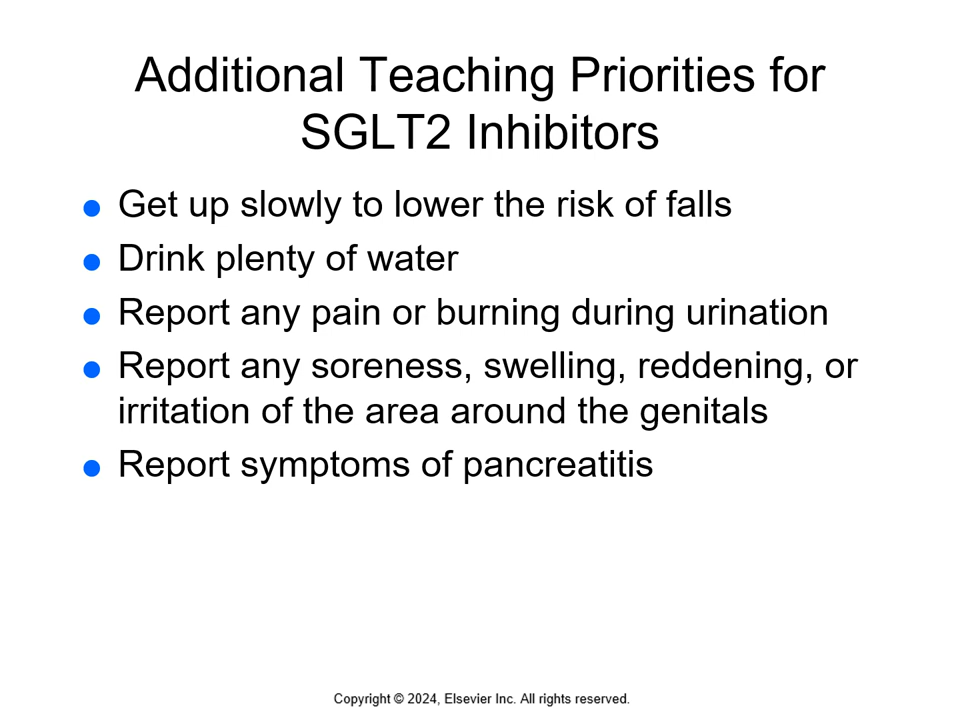 Additional Teaching Priorities for
SGLT2 Inhibitors
● Get up slowly to lower the risk of falls
● Drink plenty of water
● Report any pain or burning during urination
● Report any soreness, swelling, reddening, or
irritation of the area around the genitals
● Report symptoms of pancreatitis
Copyright © 2024, Elsevier Inc. All rights reserved.